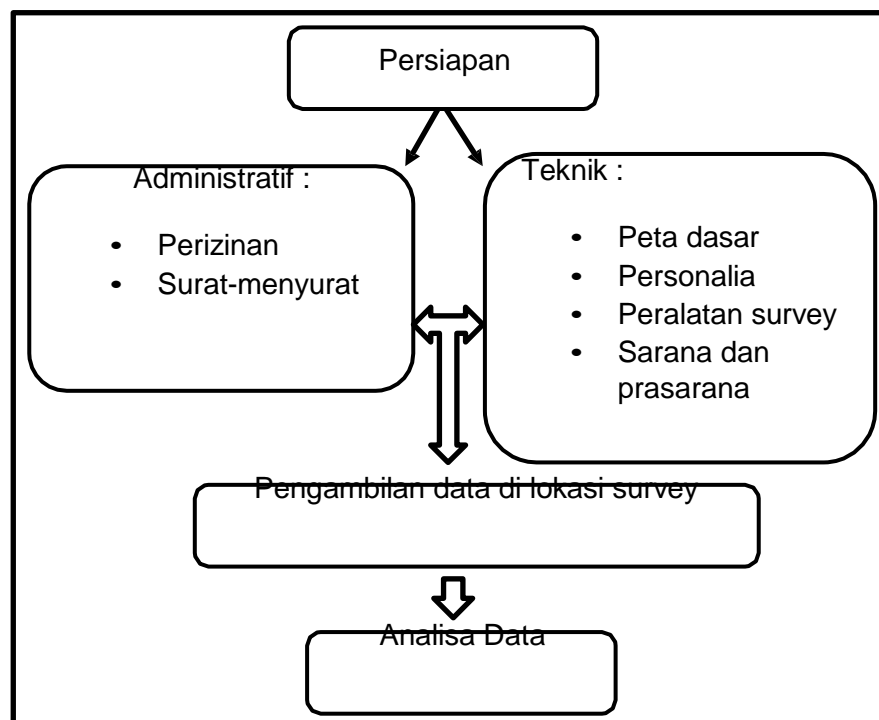 Persiapan
Administratif :
• Perizinan
• Surat-menyurat
Teknik :
• Peta dasar
• Personalia
• Peralatan survey
• Sarana dan
prasarana
Pengambilan data di lokasi survey
Analisa Data